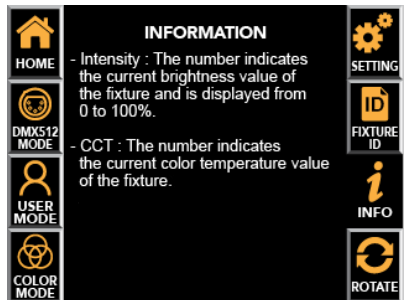 INFORMATION
- Intensity : The number indicates
the current brightness value of
the fixture and is displayed from
0 to 100%.
- CCT : The number indicates
the current color temperature value
of the fixture.
HOME
DMX512
MODE
USER
MODE
COLOR
MODE
SETTING
ID
FIXTURE
ID
i
INFO
ROTATE